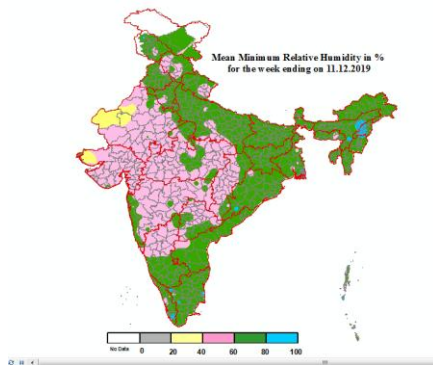 Mean Minimum Relative Humidity in %
for the week ending on 11.12.2019
No Data 0 20 40 60 80 100